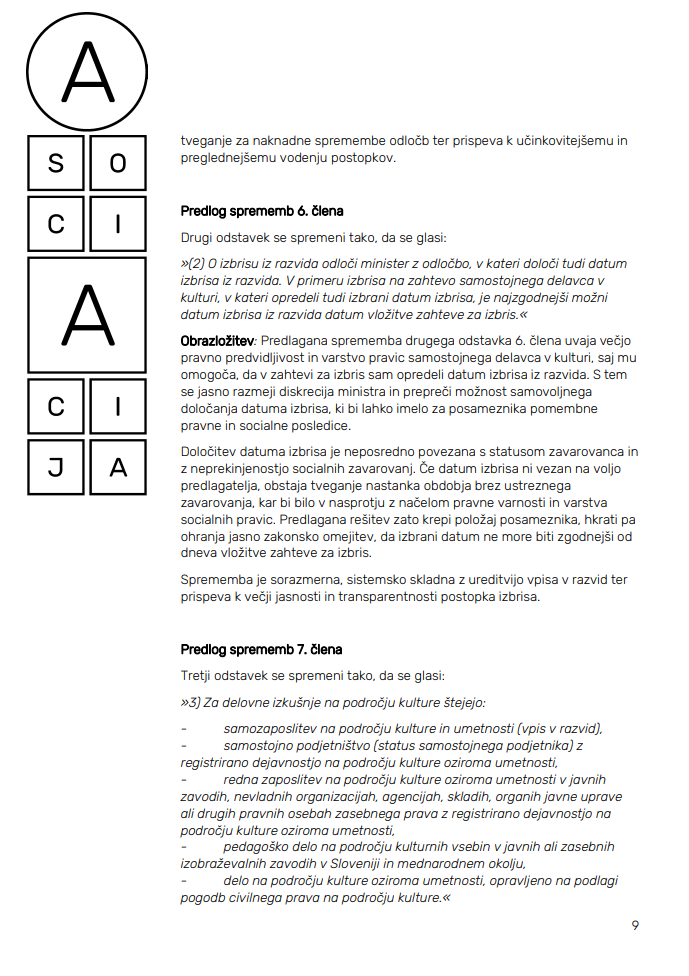 A
S O
C I
A
C I
J A
tveganje za naknadne spremembe odločb ter prispeva k učinkovitejšemu in
preglednejšemu vodenju postopkov.
Predlog sprememb 6. člena
Drugi odstavek se spremeni tako, da se glasi:
»(2) O izbrisu iz razvida odloči minister z odločbo, v kateri določi tudi datum
izbrisa iz razvida. V primeru izbrisa na zahtevo samostojnega delavca v
kulturi, v kateri opredeli tudi izbrani datum izbrisa, je najzgodnejši možni
datum izbrisa iz razvida datum vložitve zahteve za izbris.«
Obrazložitev: Predlagana sprememba drugega odstavka 6. člena uvaja večjo
pravno predvidljivost in varstvo pravic samostojnega delavca v kulturi, saj mu
omogoča, da v zahtevi za izbris sam opredeli datum izbrisa iz razvida. S tem
se jasno razmeji diskrecija ministra in prepreči možnost samovoljnega
določanja datuma izbrisa, ki bi lahko imelo za posameznika pomembne
pravne in socialne posledice.
Določitev datuma izbrisa je neposredno povezana s statusom zavarovanca in
z neprekinjenostjo socialnih zavarovanj. Če datum izbrisa ni vezan na voljo
predlagatelja, obstaja tveganje nastanka obdobja brez ustreznega
zavarovanja, kar bi bilo v nasprotju z načelom pravne varnosti in varstva
socialnih pravic. Predlagana rešitev zato krepi položaj posameznika, hkrati pa
ohranja jasno zakonsko omejitev, da izbrani datum ne more biti zgodnejši od
dneva vložitve zahteve za izbris.
Sprememba je sorazmerna, sistemsko skladna z ureditvijo vpisa v razvid ter
prispeva k večji jasnosti in transparentnosti postopka izbrisa.
Predlog sprememb 7. člena
Tretji odstavek se spremeni tako, da se glasi:
»3) Za delovne izkušnje na področju kulture štejejo:
- samozaposlitev na področju kulture in umetnosti (vpis v razvid),
- samostojno podjetništvo (status samostojnega podjetnika) z
registrirano dejavnostjo na področju kulture oziroma umetnosti,
- redna zaposlitev na področju kulture oziroma umetnosti v javnih
zavodih, nevladnih organizacijah, agencijah, skladih, organih javne uprave
ali drugih pravnih osebah zasebnega prava z registrirano dejavnostjo na
področju kulture oziroma umetnosti,
- pedagoško delo na področju kulturnih vsebin v javnih ali zasebnih
izobraževalnih zavodih v Sloveniji in mednarodnem okolju,
- delo na področju kulture oziroma umetnosti, opravljeno na podlagi
pogodb civilnega prava na področju kulture.«
9